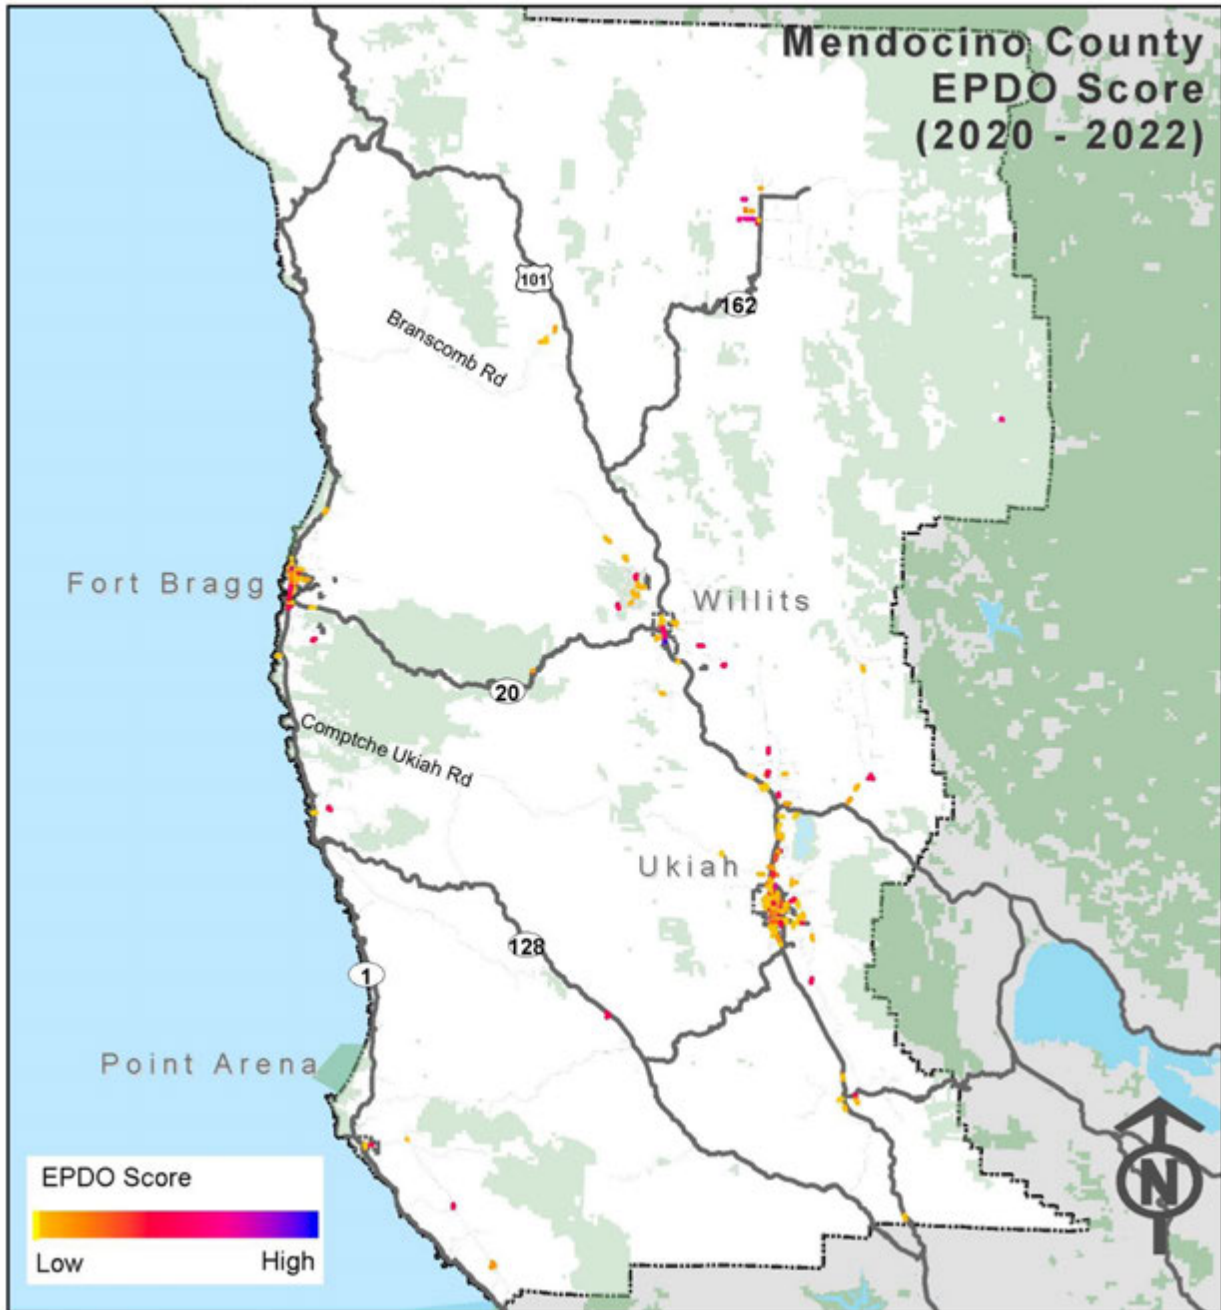 Mendocino County
EPDO Score
(2020 - 2022)
101
162
Branscomb Rd
Fort Bragg
Willits
20
Comptche Ukiah Rd
Ukiah
128
1
Point Arena
EPDO Score
Low
High
N